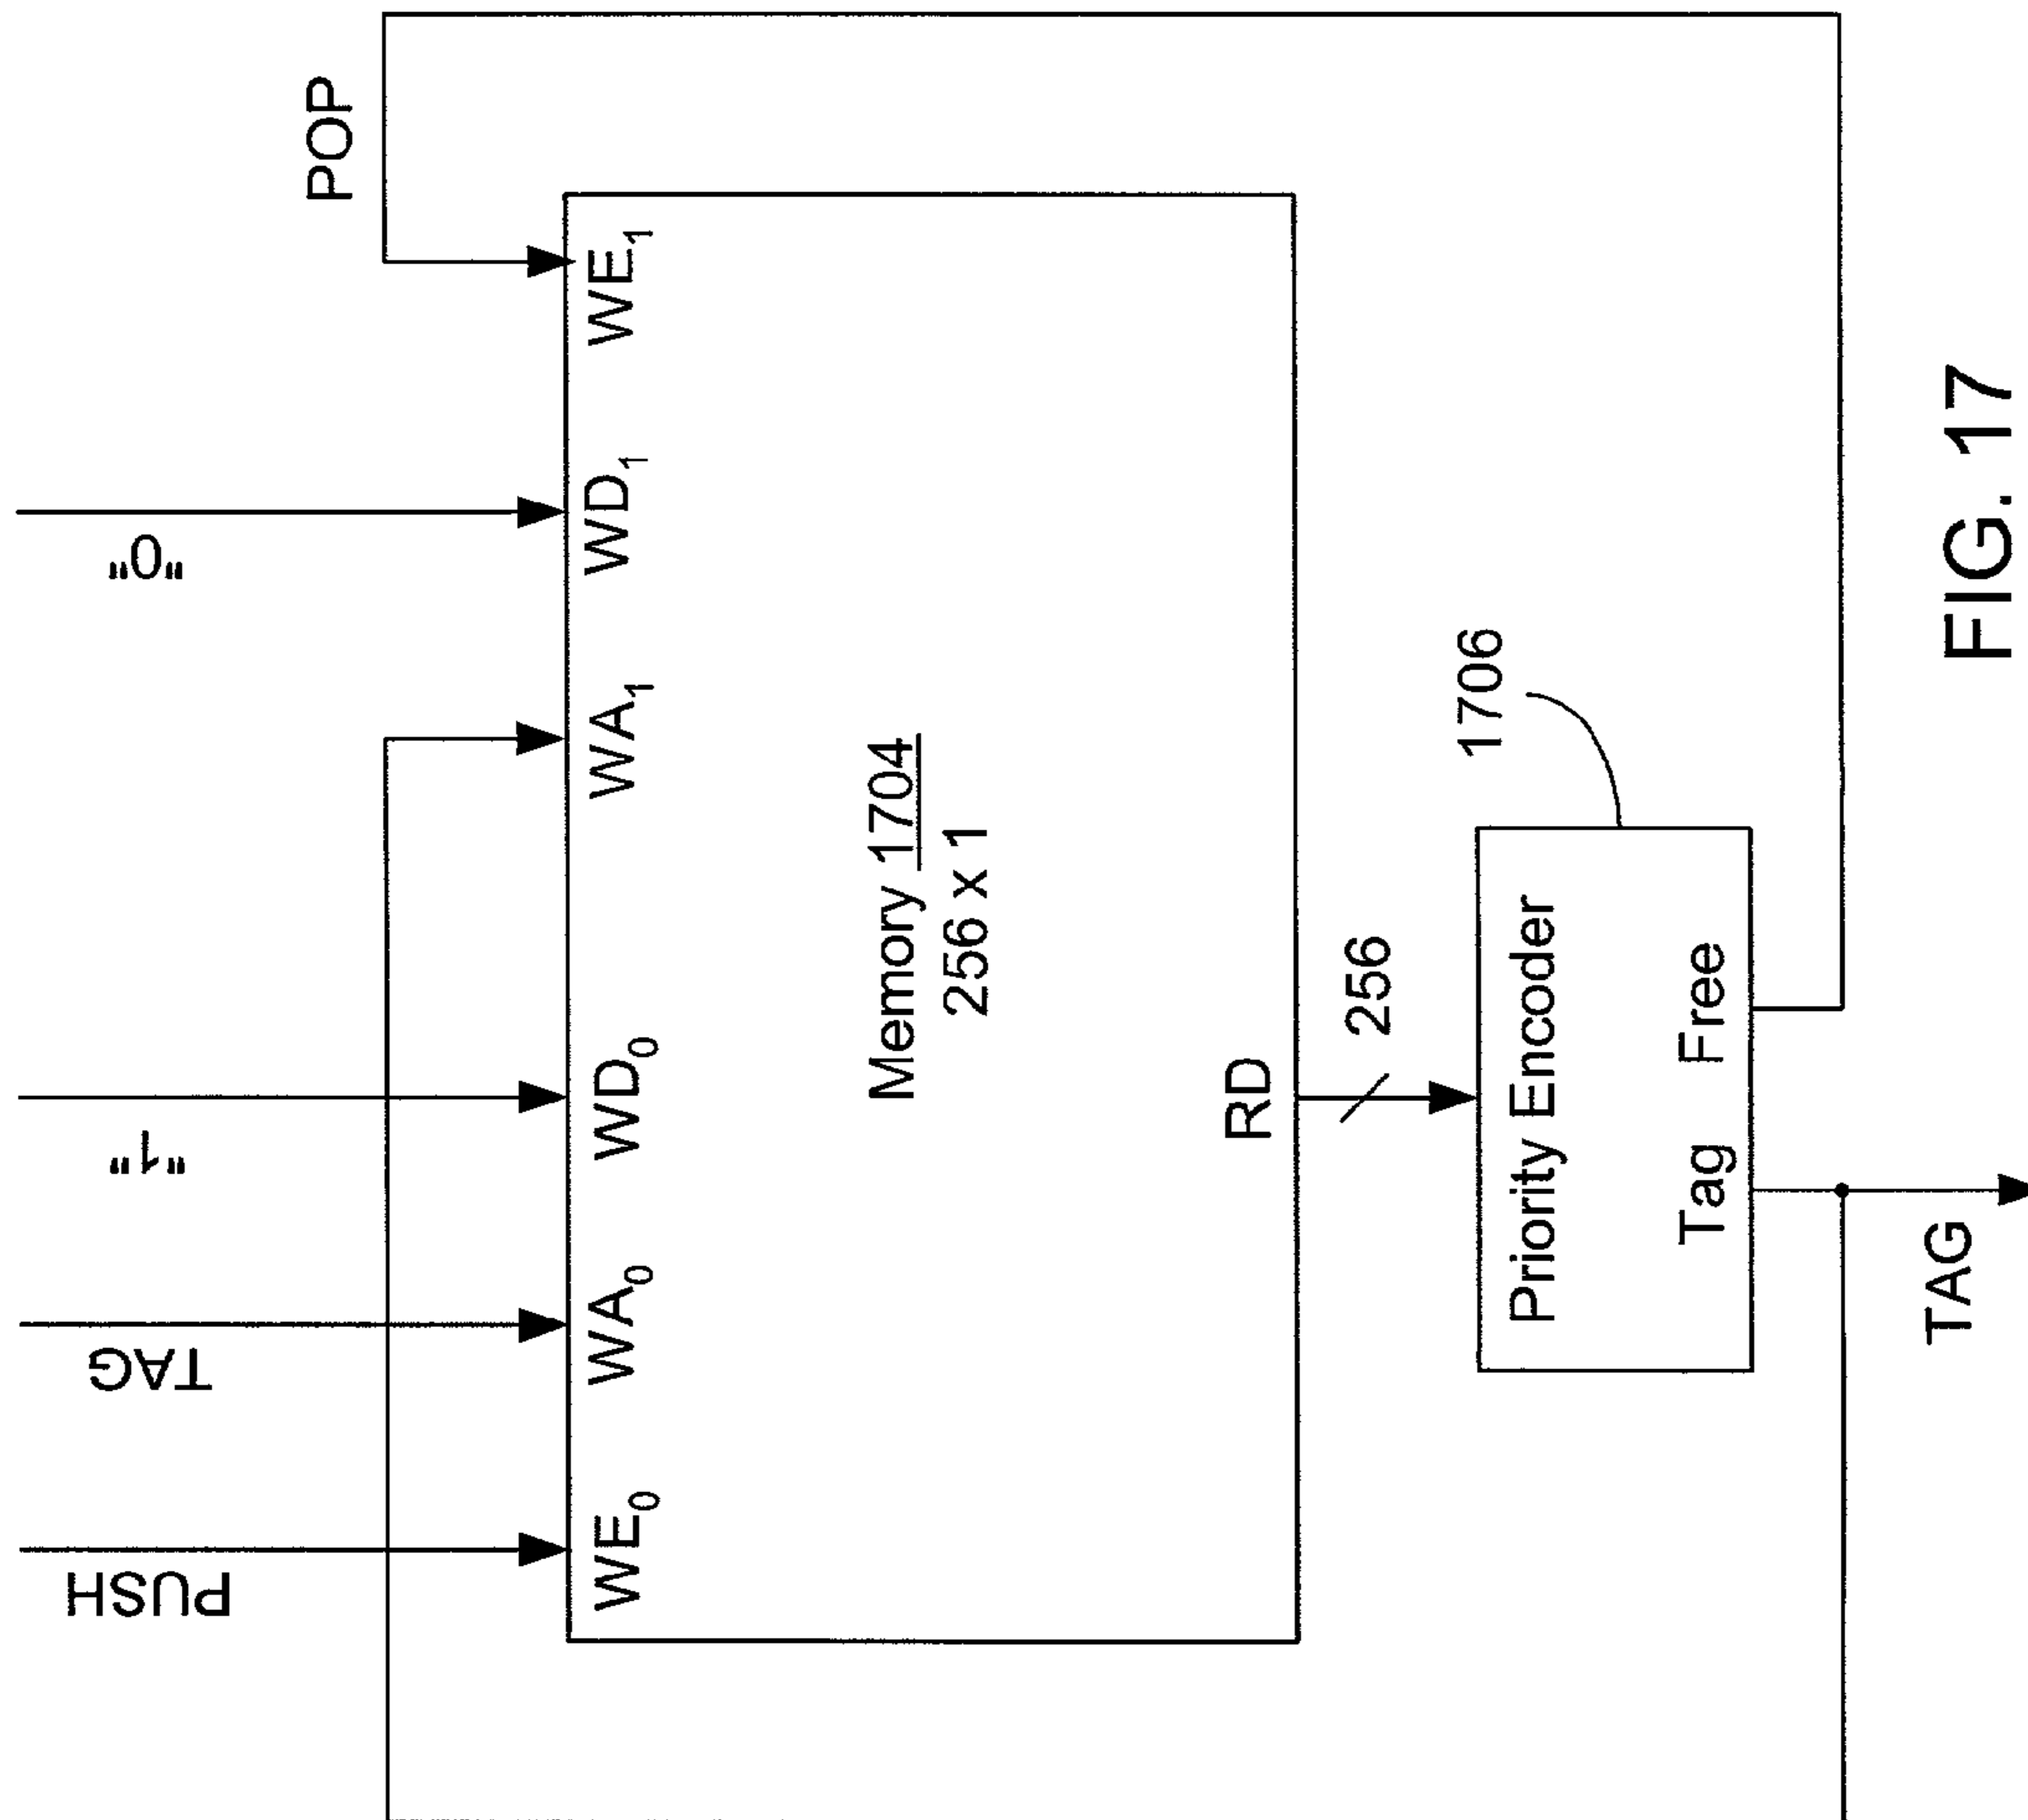 PUSH
TAG
"1"
"0"
POP
WE0
WA0
WD0
WA1
WD1
WE1
Memory 1704
256 x 1
RD
256
1706
Priority Encoder
Tag Free
TAG
FIG. 17